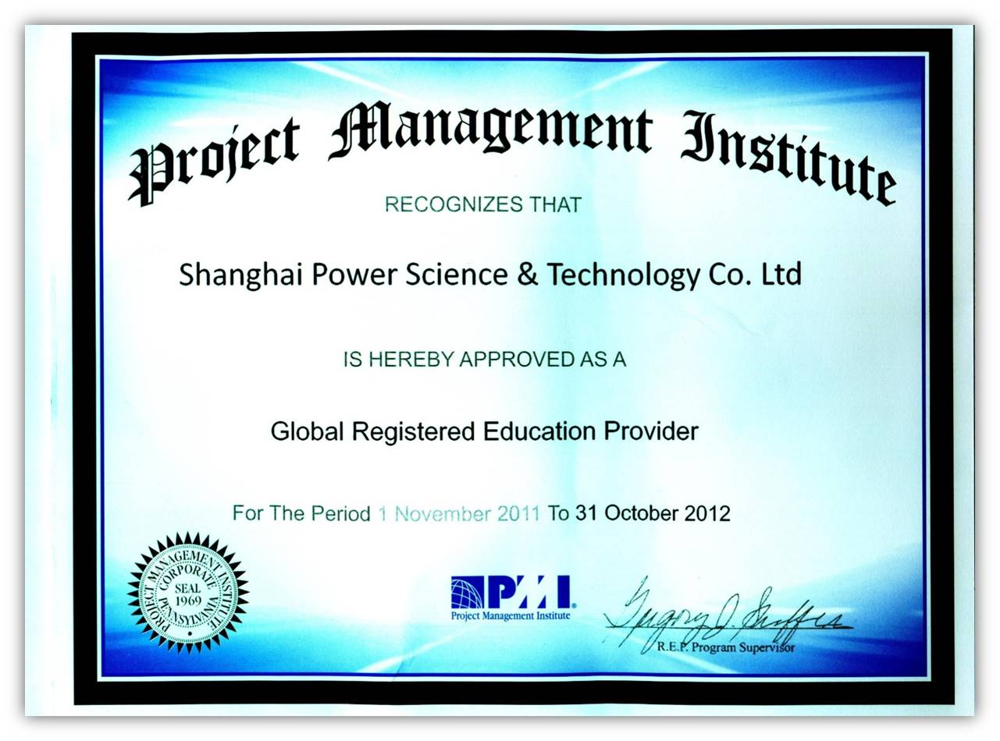 Project Management Institute
RECOGNIZES THAT
Shanghai Power Science & Technology Co. Ltd
IS HEREBY APPROVED AS A
Global Registered Education Provider
For The Period 1 November 2011 To 31 October 2012
PROJECT MANAGEMENT INSTITUTE
CORPORATE
SEAL
1969
PENNSYLVANIA
PMI®
Project Management Institute
Gregory J.
R.E.P. Program Supervisor